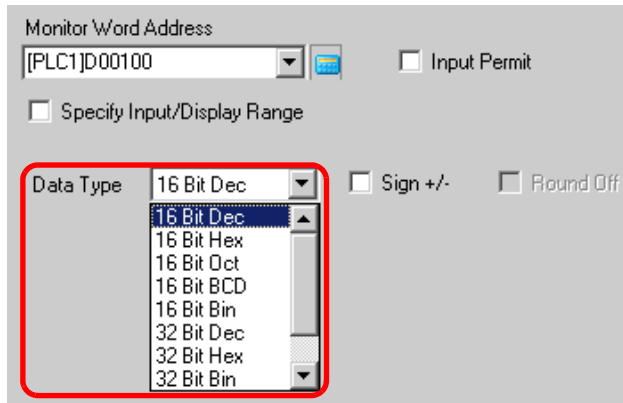 Monitor Word Address
[PLC1]D00100
Input Permit
Specify Input/Display Range
Data Type 16 Bit Dec Sign +/- Round Off
16 Bit Dec
16 Bit Hex
16 Bit Oct
16 Bit BCD
16 Bit Bin
32 Bit Dec
32 Bit Hex
32 Bit Bin